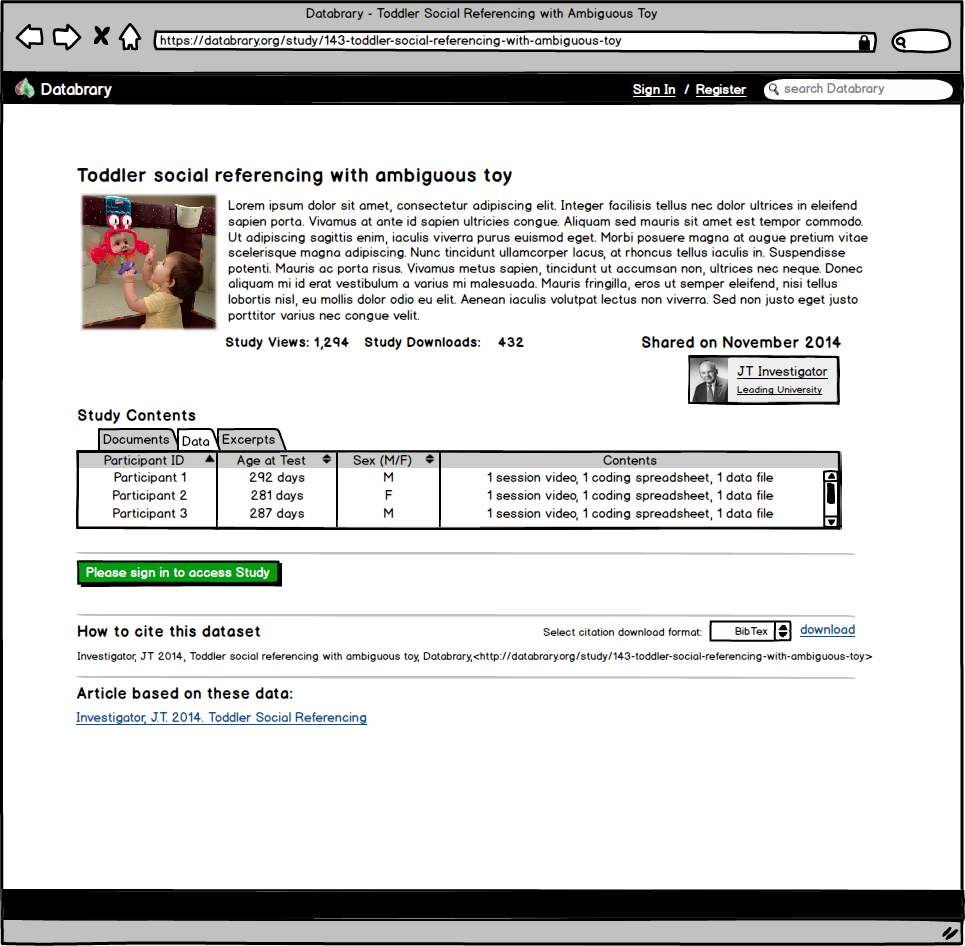 Databrary - Toddler Social Referencing with Ambiguous Toy
https://databrary.org/study/143-toddler-social-referencing-with-ambiguous-toy
Databrary
Sign In / Register
search Databrary
Toddler social referencing with ambiguous toy
Lorem ipsum dolor sit amet, consectetur adipiscing elit. Integer facilisis tellus nec dolor ultrices in eleifend
sapien porta. Vivamus at ante id sapien ultricies congue. Aliquam sed mauris sit amet est tempor commodo.
Ut adipiscing sagittis enim, iaculis viverra purus euismod eget. Morbi posuere magna at augue pretium vitae
scelerisque magna adipiscing. Nunc tincidunt ullamcorper lacus, at rhoncus tellus iaculis in. Suspendisse
potenti. Mauris ac porta risus. Vivamus metus sapien, tincidunt ut accumsan non, ultrices nec neque. Donec
aliquam mi id erat vestibulum a varius mi malesuada. Mauris fringilla, eros ut semper eleifend, nisi tellus
lobortis nisl, eu mollis dolor odio eu elit. Aenean iaculis volutpat lectus non viverra. Sed non justo eget justo
porttitor varius nec congue velit.
Study Views: 1,294 Study Downloads: 432
Shared on November 2014
JT Investigator
Leading University
Study Contents
Documents Data Excerpts
Participant ID Age at Test Sex (M/F) Contents
Participant 1 292 days M 1 session video, 1 coding spreadsheet, 1 data file
Participant 2 281 days F 1 session video, 1 coding spreadsheet, 1 data file
Participant 3 287 days M 1 session video, 1 coding spreadsheet, 1 data file
Please sign in to access Study
How to cite this dataset
Select citation download format: BibTex download
Investigator, JT 2014, Toddler social referencing with ambiguous toy, Databrary,<http://databrary.org/study/143-toddler-social-referencing-with-ambiguous-toy>
Article based on these data:
Investigator, J.T. 2014. Toddler Social Referencing